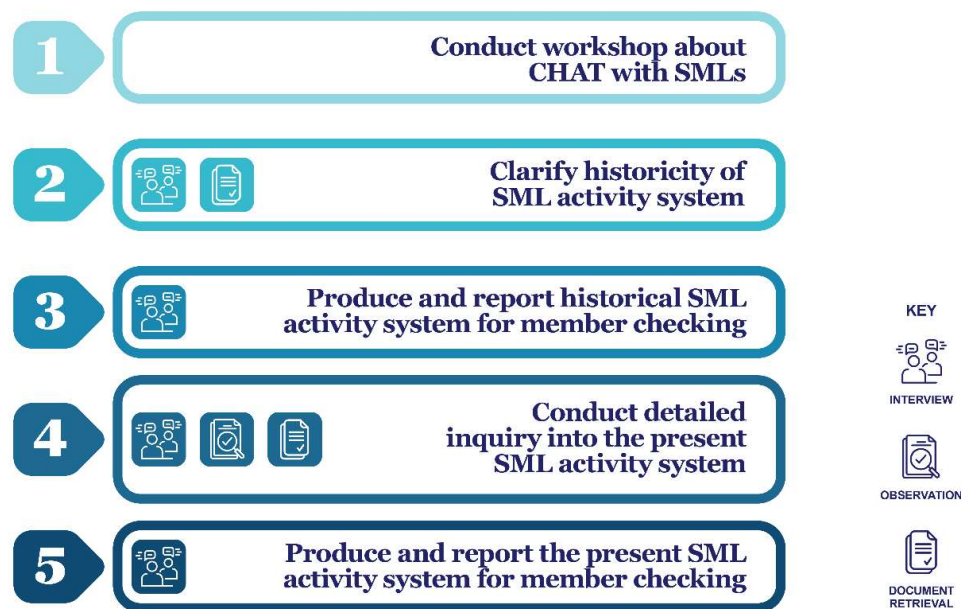 1
Conduct workshop about
CHAT with SMLs
2
Clarify historicity of
SML activity system
3
Produce and report historical SML
activity system for member checking
4
Conduct detailed
inquiry into the present
SML activity system
5
Produce and report the present SML
activity system for member checking
KEY
INTERVIEW
OBSERVATION
DOCUMENT
RETRIEVAL